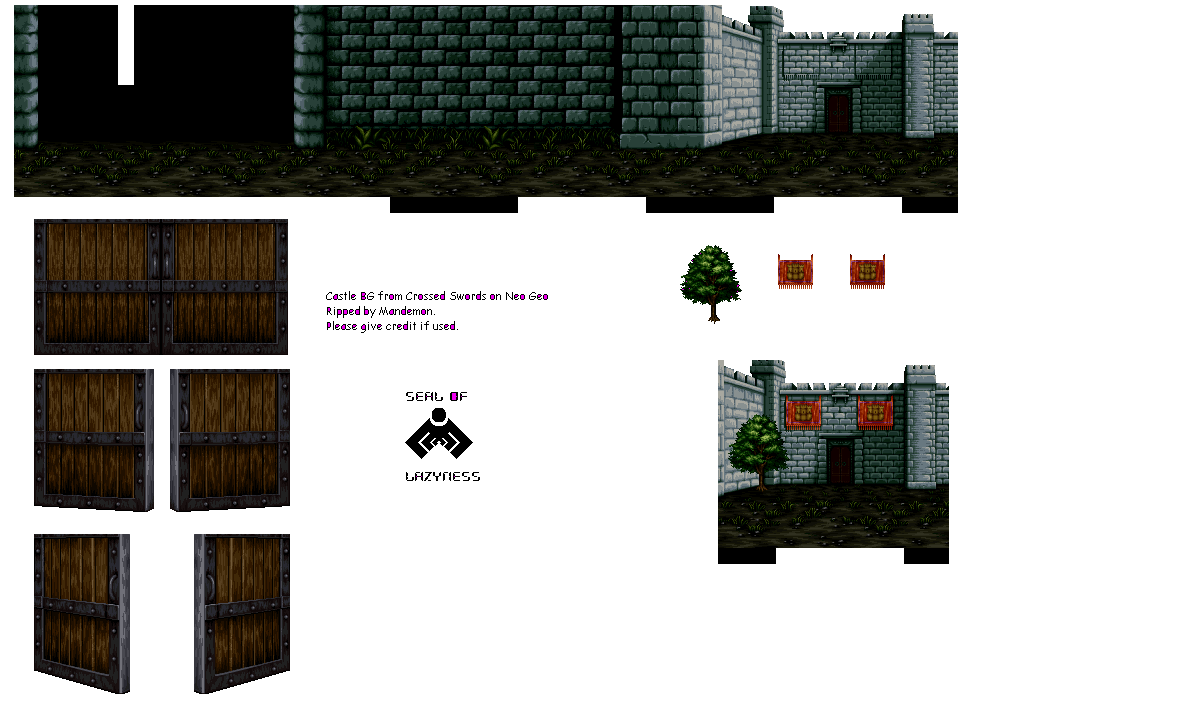 Castle BG from Crossed Swords on Neo Geo
Ripped by Mandemon.
Please give credit if used.
SEAL OF
LAZYNESS